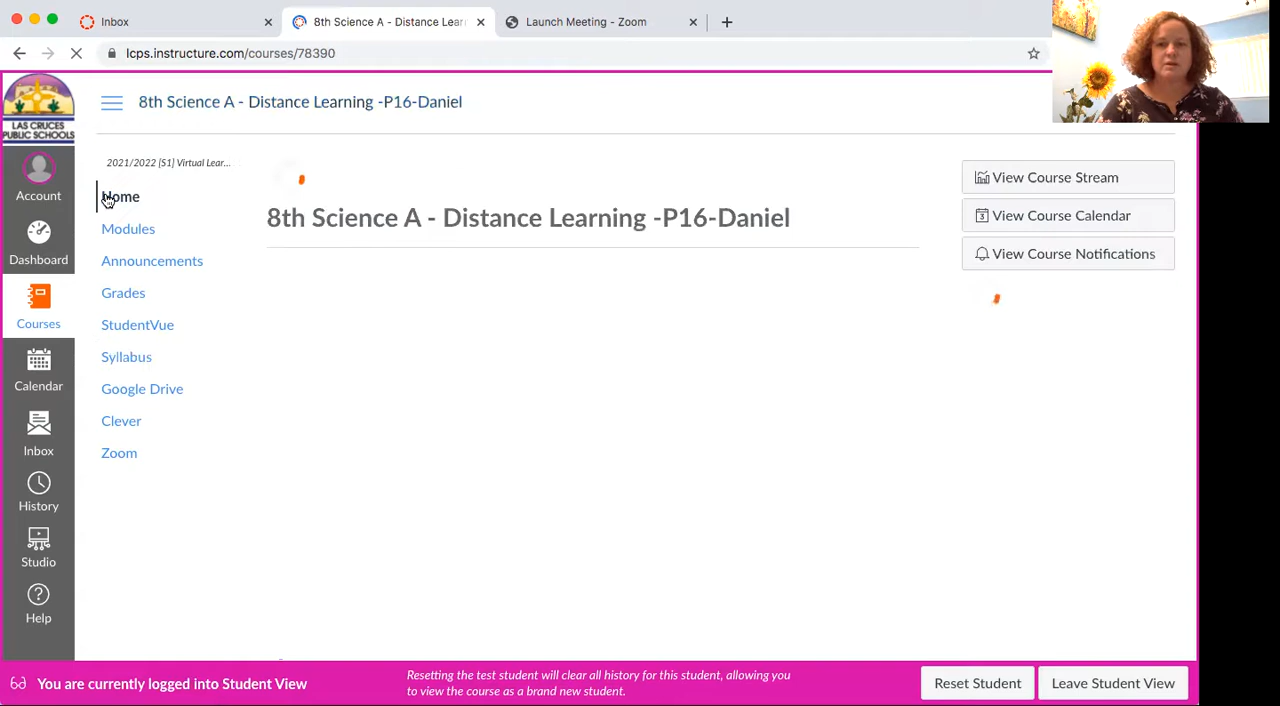 Inbox
8th Science A - Distance Lear
Launch Meeting - Zoom
lcps.instructure.com/courses/78390
LAS CRUCES
PUBLIC SCHOOLS
8th Science A - Distance Learning -P16-Daniel
2021/2022 [S1] Virtual Lear...
Home
Modules
Announcements
Grades
StudentVue
Syllabus
Google Drive
Clever
Zoom
Account
Dashboard
Courses
Calendar
Inbox
History
Studio
Help
8th Science A - Distance Learning -P16-Daniel
View Course Stream
3 View Course Calendar
View Course Notifications
You are currently logged into Student View
Resetting the test student will clear all history for this student, allowing you
to view the course as a brand new student.
Reset Student
Leave Student View